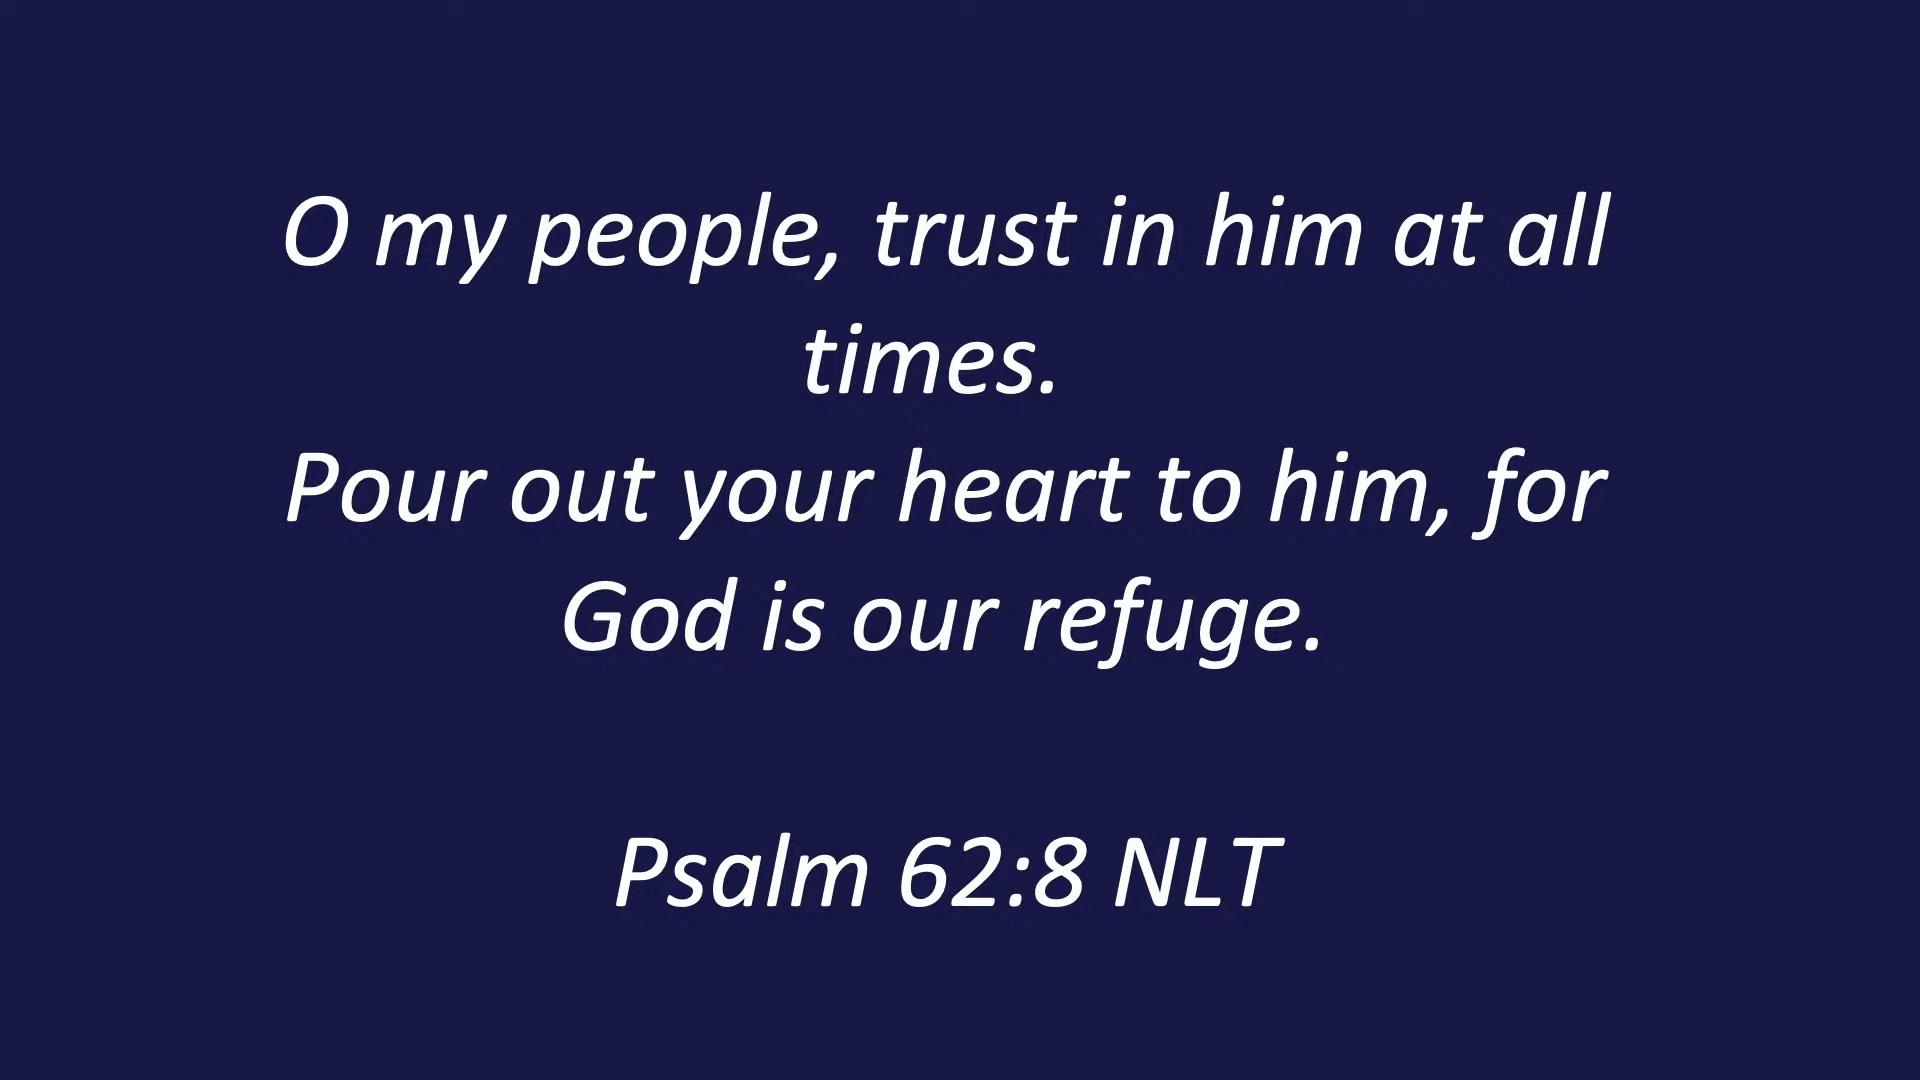 O my people, trust in him at all
times.
Pour out your heart to him, for
God is our refuge.
Psalm 62:8 NLT